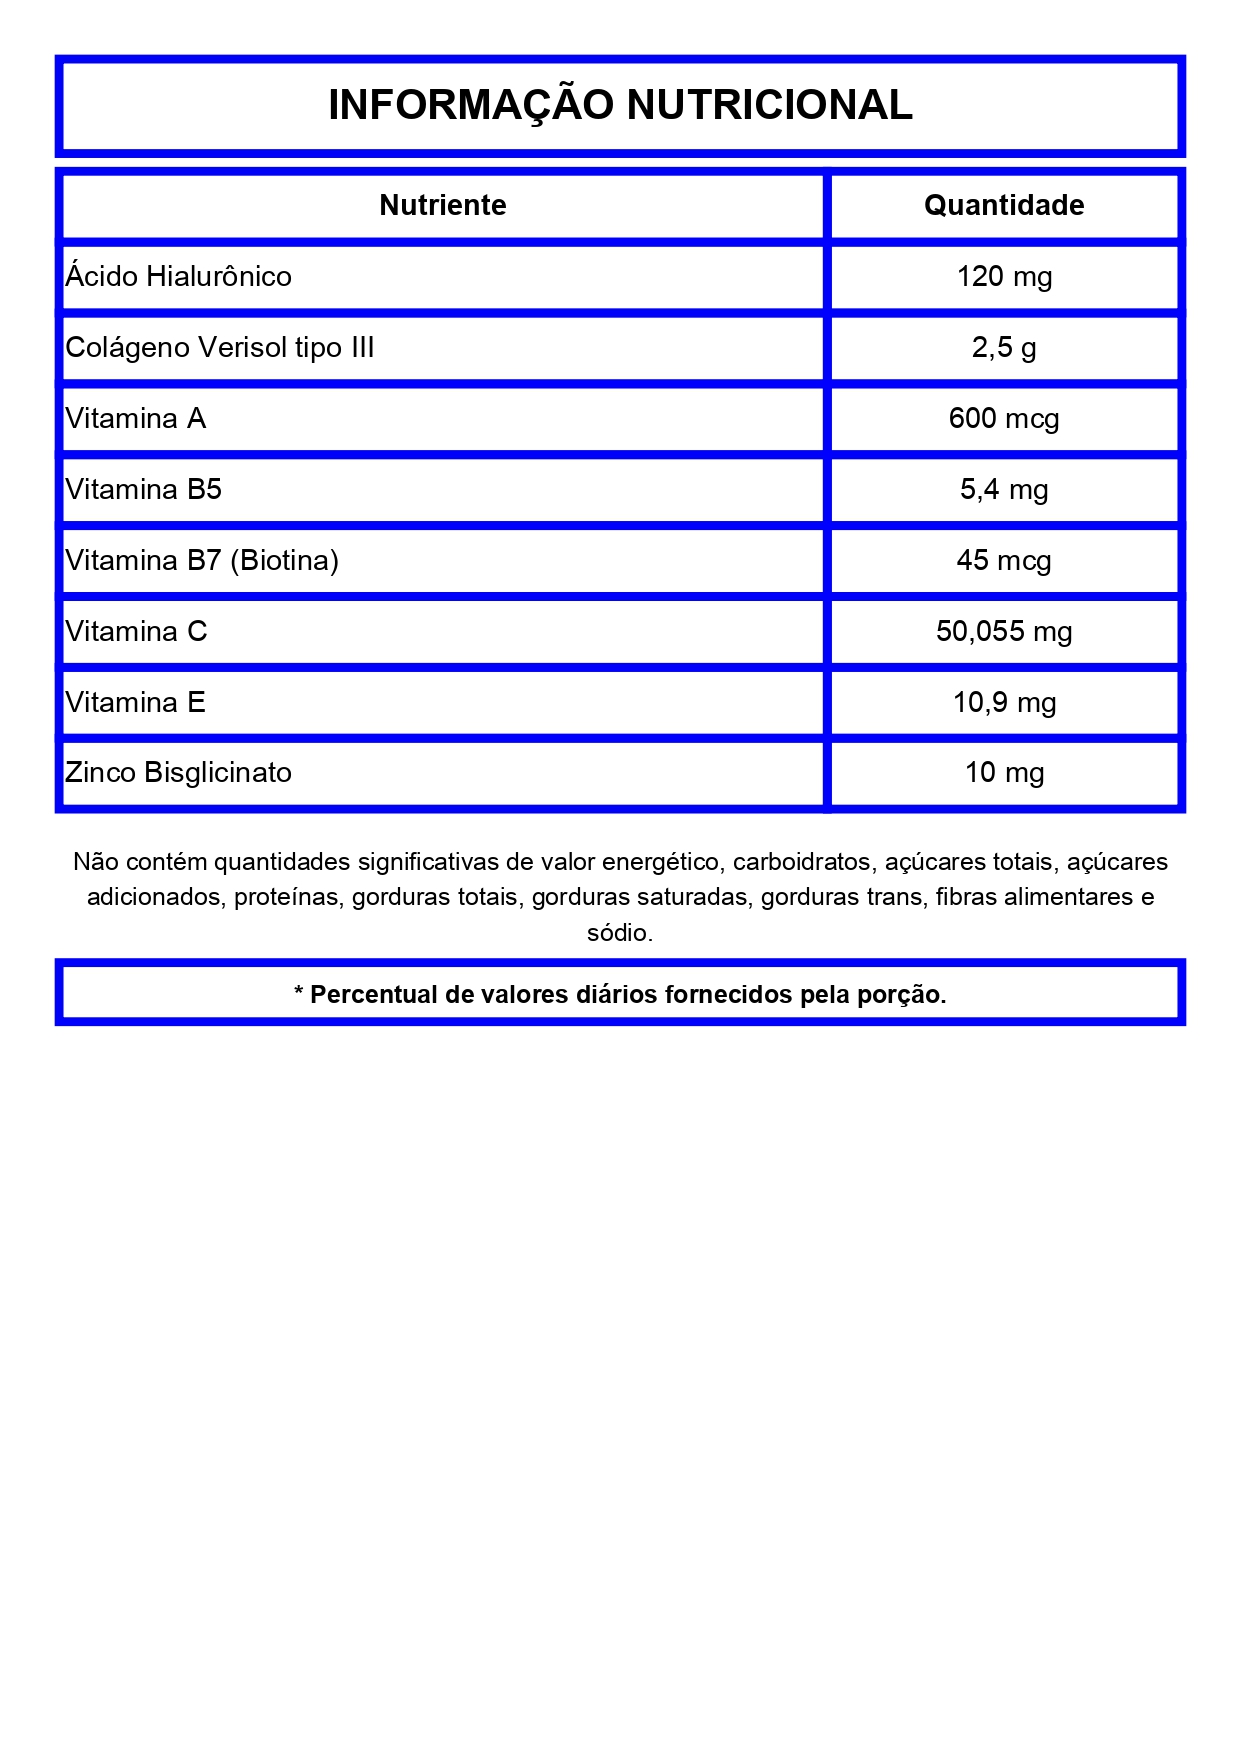 INFORMAÇÃO NUTRICIONAL
Nutriente Quantidade
Ácido Hialurônico 120 mg
Colágeno Verisol tipo III 2,5 g
Vitamina A 600 mcg
Vitamina B5 5,4 mg
Vitamina B7 (Biotina) 45 mcg
Vitamina C 50,055 mg
Vitamina E 10,9 mg
Zinco Bisglicinato 10 mg
Não contém quantidades significativas de valor energético, carboidratos, açúcares totais, açúcares
adicionados, proteínas, gorduras totais, gorduras saturadas, gorduras trans, fibras alimentares e
sódio.
* Percentual de valores diários fornecidos pela porção.